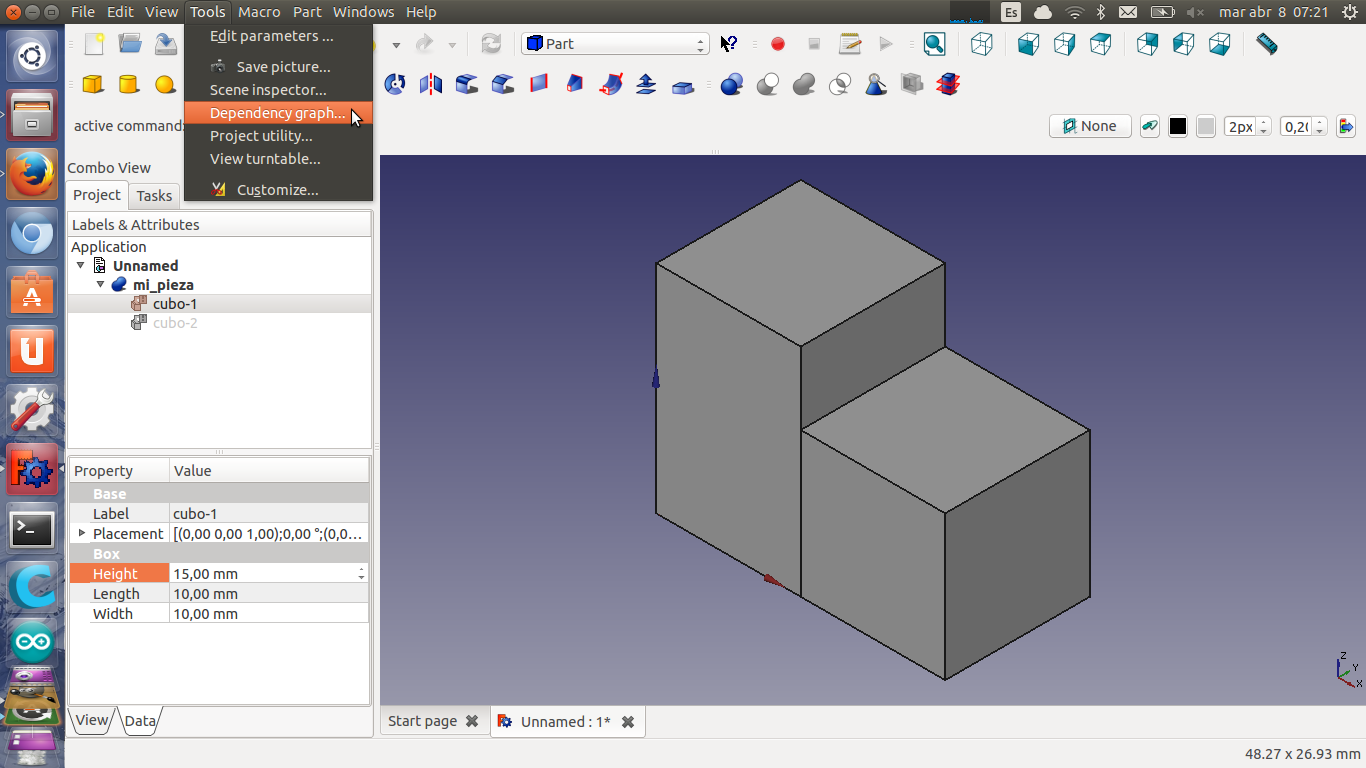 File Edit View Tools Macro Part Windows Help
Es
mar abr 8 07:21
Edit parameters ...
Save picture...
Scene inspector...
Dependency graph...
Project utility...
View turntable...
Customize...
Part
active command:
None
2px
0,20
Combo View
Project Tasks
Labels & Attributes
Application
Unnamed
mi_pieza
cubo-1
cubo-2
Property Value
Base
Label cubo-1
Placement [(0,00 0,00 1,00);0,00 °;(0,0...
Box
Height 15,00 mm
Length 10,00 mm
Width 10,00 mm
View Data
Z
Y
X
Start page Unnamed : 1*
48.27 x 26.93 mm